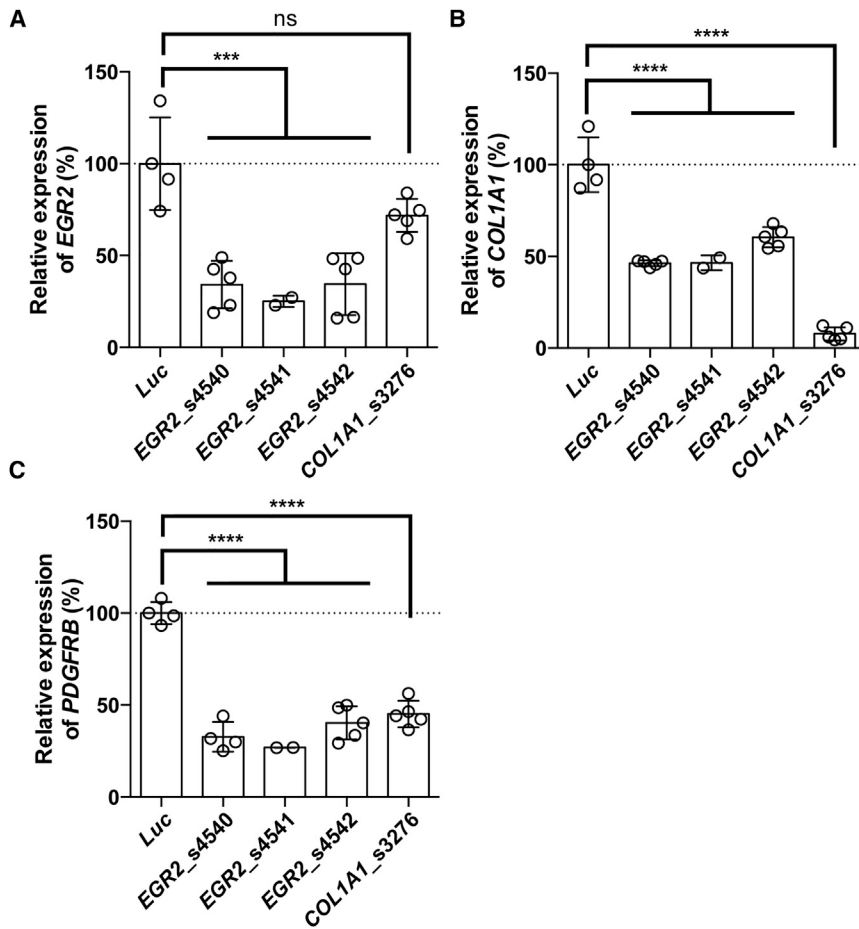 A
ns
***
150
100
50
0
Relative expression
of EGR2 (%)
Luc
EGR2_s4540
EGR2_s4541
EGR2_s4542
COL1A1_s3276
B
****
****
150
100
50
0
Relative expression
of COL1A1 (%)
Luc
EGR2_s4540
EGR2_s4541
EGR2_s4542
COL1A1_s3276
C
****
****
150
100
50
0
Relative expression
of PDGFRB (%)
Luc
EGR2_s4540
EGR2_s4541
EGR2_s4542
COL1A1_s3276